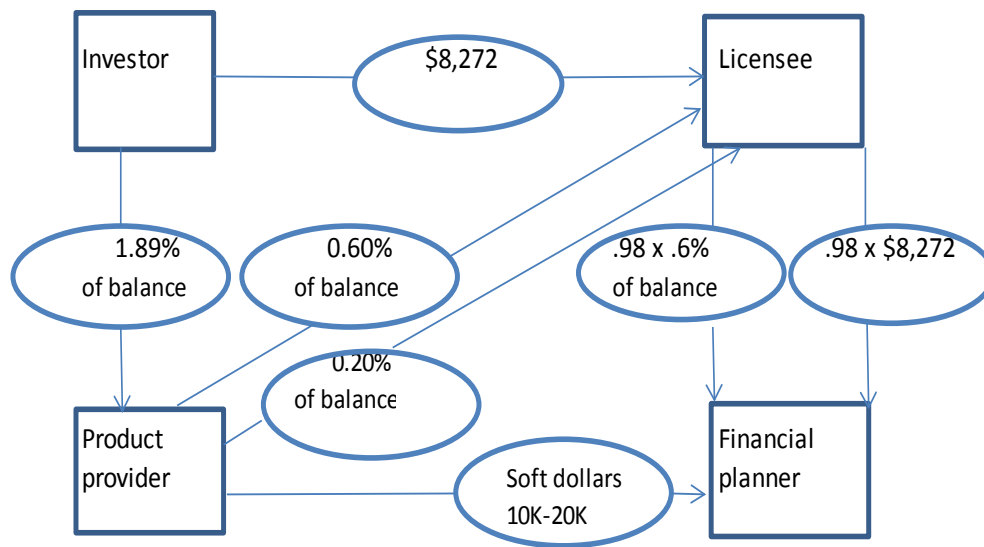 Investor
$8,272
Licensee
1.89%
of balance
0.60%
of balance
.98 x .6%
of balance
.98 x $8,272
0.20%
of balance
Product
provider
Soft dollars
10K-20K
Financial
planner